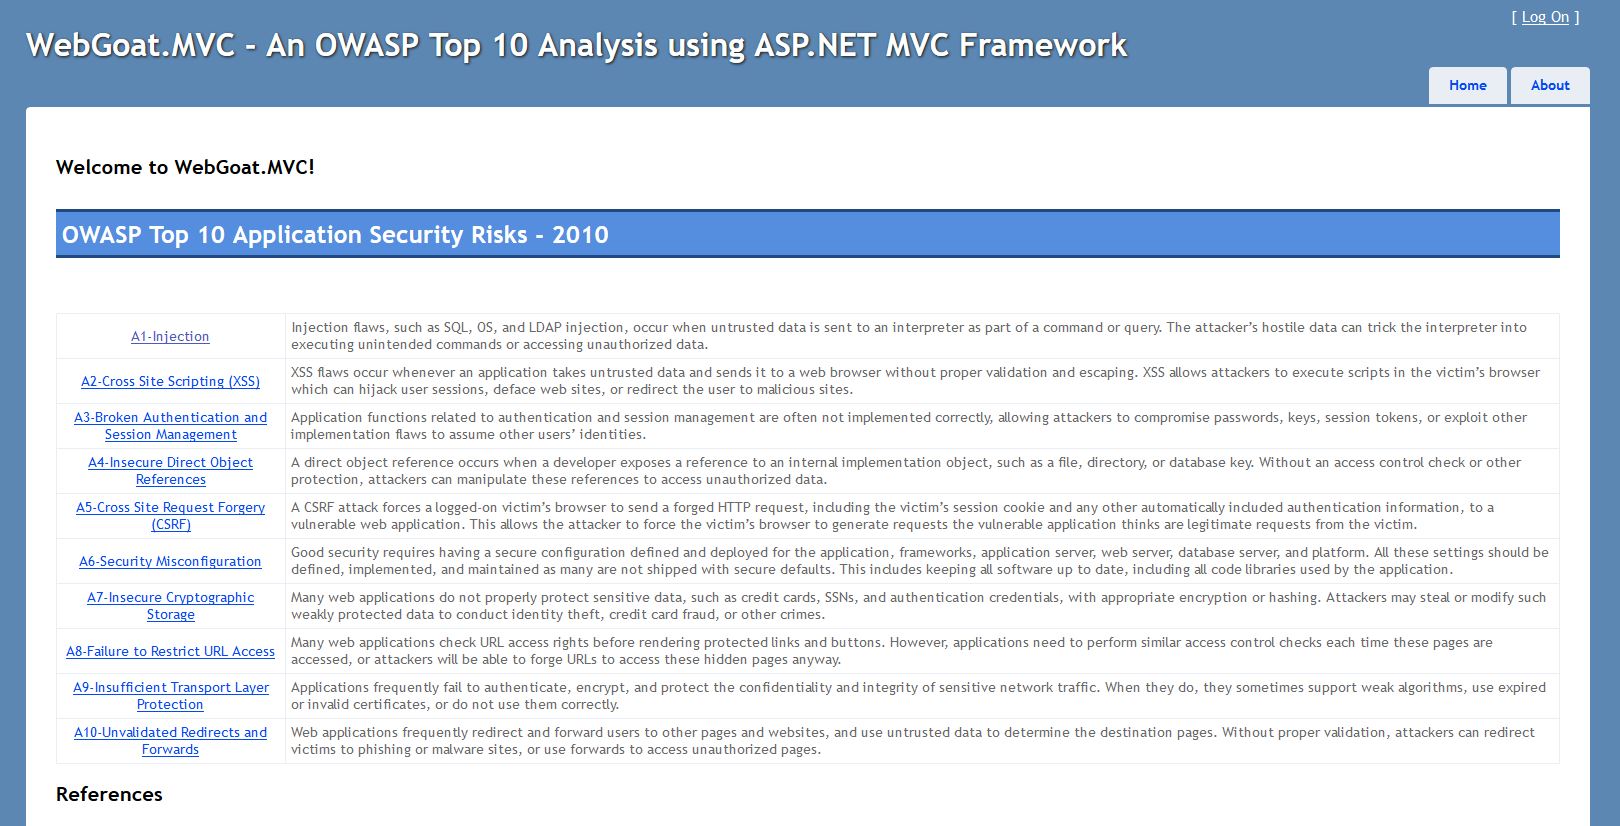 [ Log On ]
WebGoat.MVC - An OWASP Top 10 Analysis using ASP.NET MVC Framework
Home
About
Welcome to WebGoat.MVC!
OWASP Top 10 Application Security Risks - 2010
A1-Injection
Injection flaws, such as SQL, OS, and LDAP injection, occur when untrusted data is sent to an interpreter as part of a command or query. The attacker’s hostile data can trick the interpreter into
executing unintended commands or accessing unauthorized data.
A2-Cross Site Scripting (XSS)
XSS flaws occur whenever an application takes untrusted data and sends it to a web browser without proper validation and escaping. XSS allows attackers to execute scripts in the victim’s browser
which can hijack user sessions, deface web sites, or redirect the user to malicious sites.
A3-Broken Authentication and
Session Management
Application functions related to authentication and session management are often not implemented correctly, allowing attackers to compromise passwords, keys, session tokens, or exploit other
implementation flaws to assume other users’ identities.
A4-Insecure Direct Object
References
A direct object reference occurs when a developer exposes a reference to an internal implementation object, such as a file, directory, or database key. Without an access control check or other
protection, attackers can manipulate these references to access unauthorized data.
A5-Cross Site Request Forgery
(CSRF)
A CSRF attack forces a logged-on victim’s browser to send a forged HTTP request, including the victim’s session cookie and any other automatically included authentication information, to a
vulnerable web application. This allows the attacker to force the victim’s browser to generate requests the vulnerable application thinks are legitimate requests from the victim.
A6-Security Misconfiguration
Good security requires having a secure configuration defined and deployed for the application, frameworks, application server, web server, database server, and platform. All these settings should be
defined, implemented, and maintained as many are not shipped with secure defaults. This includes keeping all software up to date, including all code libraries used by the application.
A7-Insecure Cryptographic
Storage
Many web applications do not properly protect sensitive data, such as credit cards, SSNs, and authentication credentials, with appropriate encryption or hashing. Attackers may steal or modify such
weakly protected data to conduct identity theft, credit card fraud, or other crimes.
A8-Failure to Restrict URL Access
Many web applications check URL access rights before rendering protected links and buttons. However, applications need to perform similar access control checks each time these pages are
accessed, or attackers will be able to forge URLs to access these hidden pages anyway.
A9-Insufficient Transport Layer
Protection
Applications frequently fail to authenticate, encrypt, and protect the confidentiality and integrity of sensitive network traffic. When they do, they sometimes support weak algorithms, use expired
or invalid certificates, or do not use them correctly.
A10-Unvalidated Redirects and
Forwards
Web applications frequently redirect and forward users to other pages and websites, and use untrusted data to determine the destination pages. Without proper validation, attackers can redirect
victims to phishing or malware sites, or use forwards to access unauthorized pages.
References